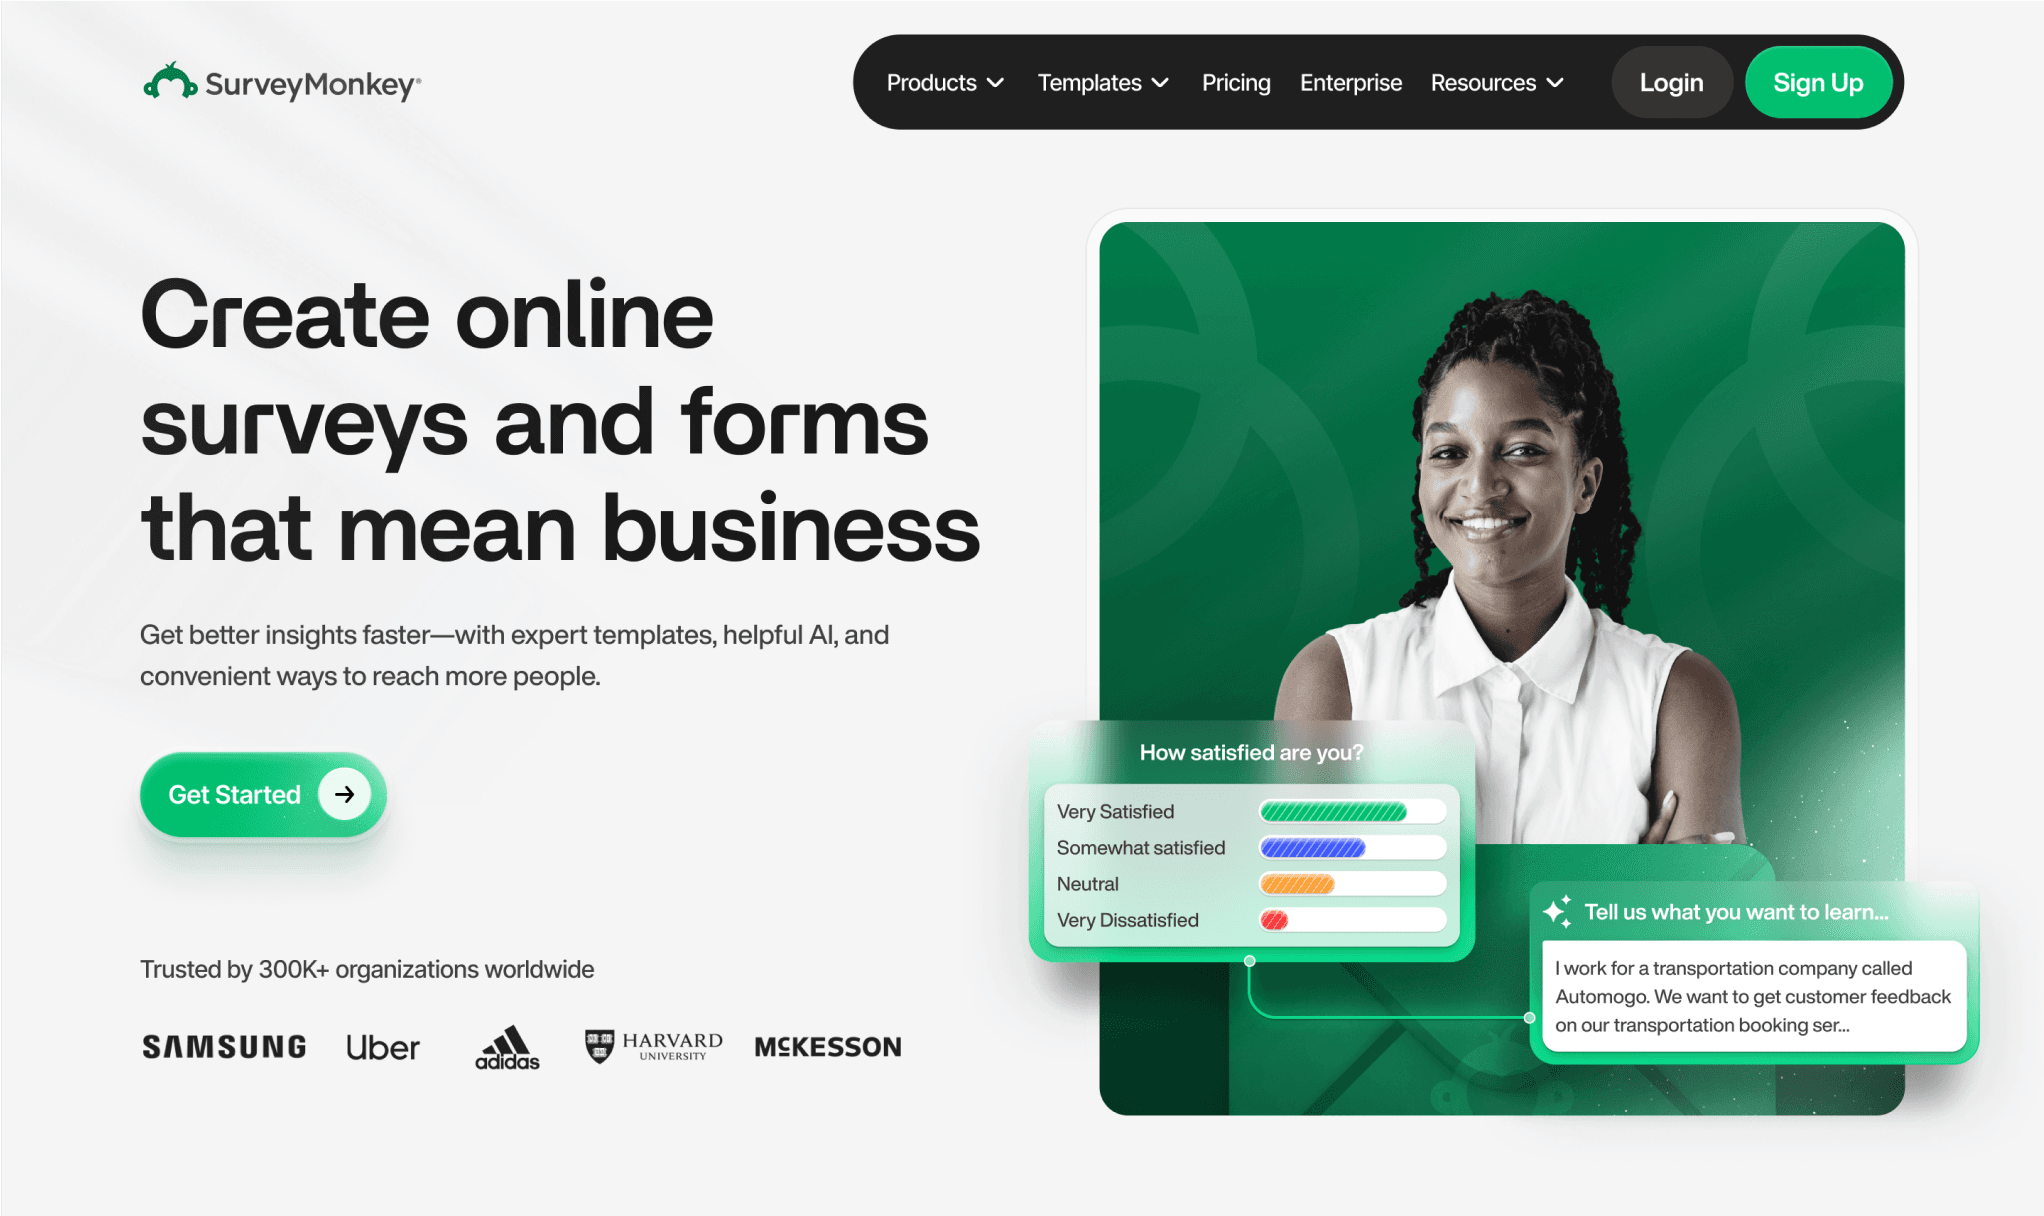 SurveyMonkey®
Products
Templates
Pricing
Enterprise
Resources
Login
Sign Up
Create online
surveys and forms
that mean business
Get better insights faster—with expert templates, helpful AI, and
convenient ways to reach more people.
Get Started
Trusted by 300K+ organizations worldwide
SAMSUNG
Uber
adidas
HARVARD
UNIVERSITY
MCKESSON
How satisfied are you?
Very Satisfied
Somewhat satisfied
Neutral
Very Dissatisfied
Tell us what you want to learn...
I work for a transportation company called
Automogo. We want to get customer feedback
on our transportation booking ser...